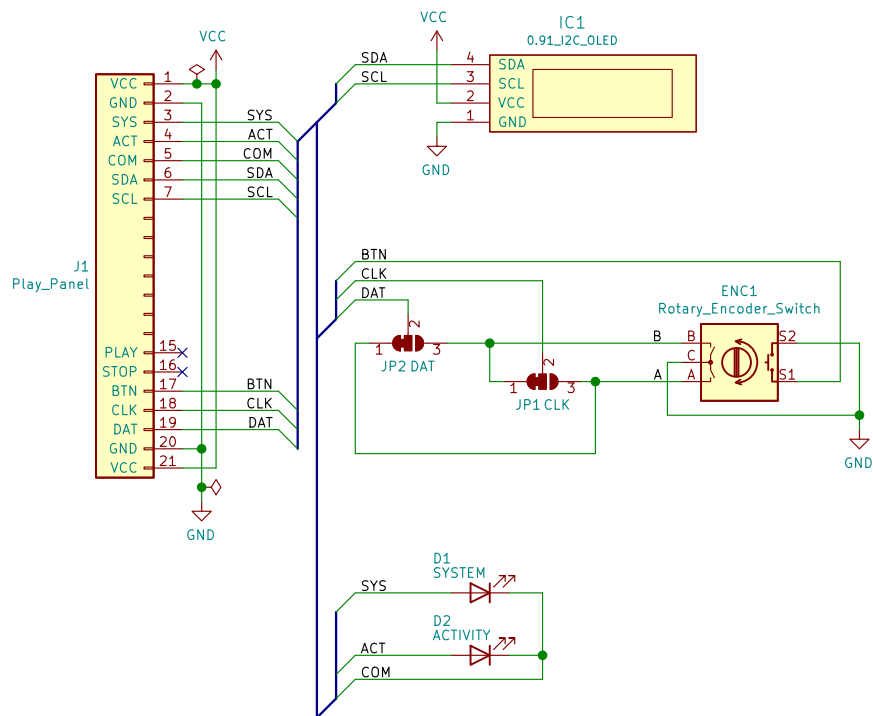 VCC
J1
Play_Panel
VCC 1
GND 2
SYS 3
ACT 4
COM 5
SDA 6
SCL 7
PLAY 15
STOP 16
BTN 17
CLK 18
DAT 19
GND 20
VCC 21
SYS
ACT
COM
SDA
SCL
BTN
CLK
DAT
GND
VCC
IC1
0.91_I2C_OLED
SDA
SCL
4 SDA
3 SCL
2 VCC
1 GND
GND
BTN
CLK
DAT
2
1 3
JP2 DAT
2
1 3
JP1 CLK
ENC1
Rotary_Encoder_Switch
B B
C
A A
S2
S1
GND
D1
SYSTEM
SYS
D2
ACTIVITY
ACT
COM